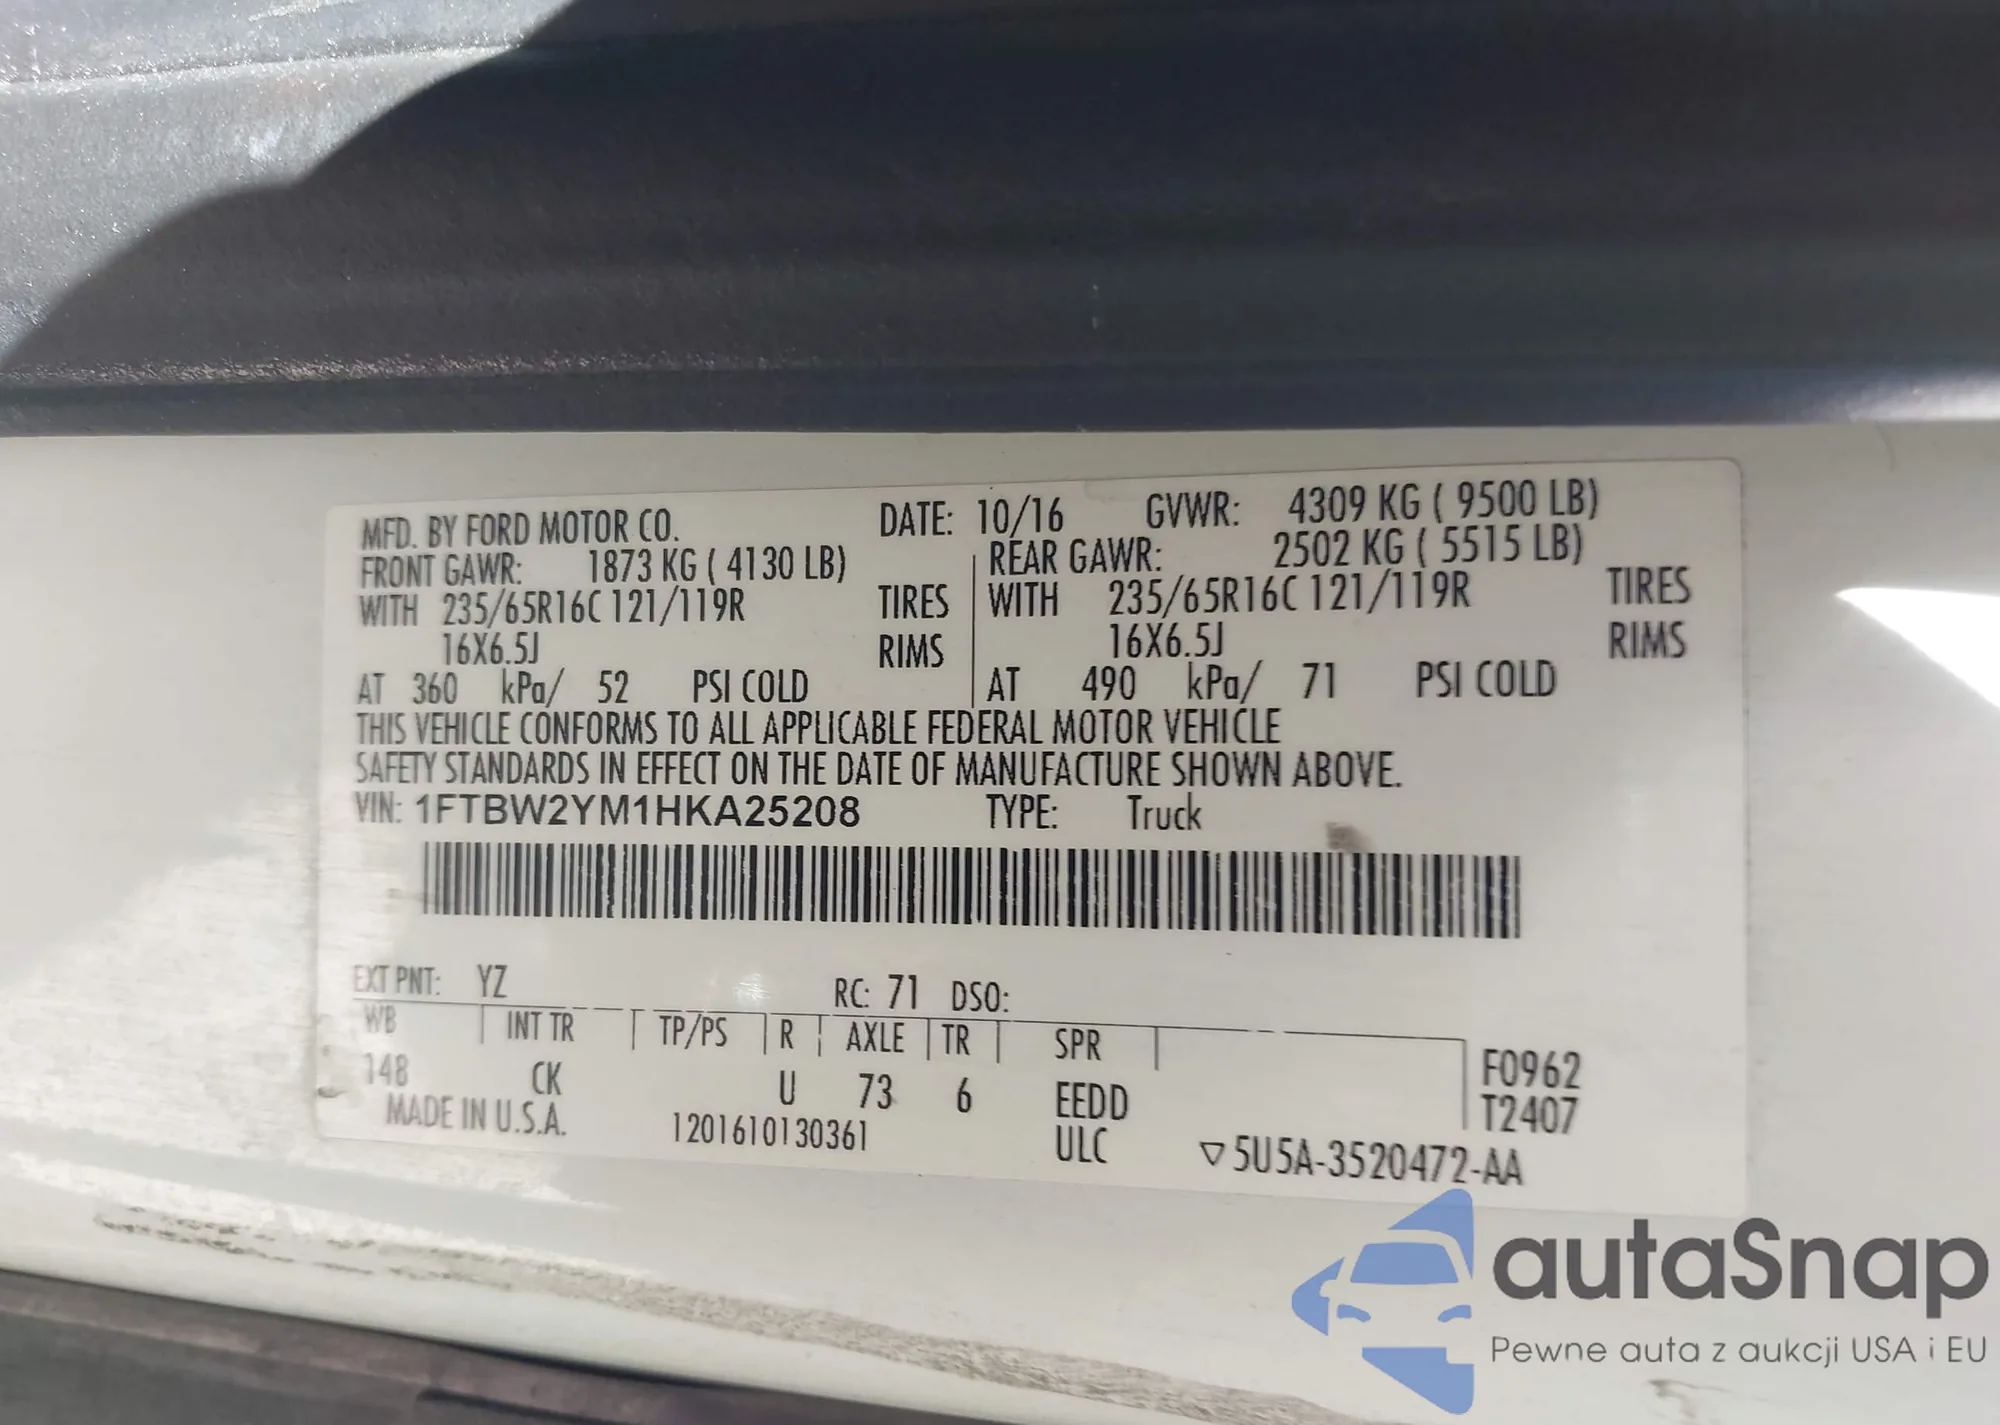 MFD. BY FORD MOTOR CO. DATE: 10/16 GVWR: 4309 KG ( 9500 LB)
FRONT GAWR: 1873 KG ( 4130 LB) REAR GAWR: 2502 KG ( 5515 LB)
WITH 235/65R16C 121/119R TIRES WITH 235/65R16C 121/119R TIRES
16X6.5J RIMS 16X6.5J RIMS
AT 360 kPa/ 52 PSI COLD AT 490 kPa/ 71 PSI COLD
THIS VEHICLE CONFORMS TO ALL APPLICABLE FEDERAL MOTOR VEHICLE
SAFETY STANDARDS IN EFFECT ON THE DATE OF MANUFACTURE SHOWN ABOVE.
VIN: 1FTBW2YM1HKA25208 TYPE: Truck
EXT PNT: YZ RC: 71 DSO:
WB INT TR TP/PS R AXLE TR SPR
148 CK U 73 6 EEDD F0962
MADE IN U.S.A. 1201610130361 ULC T2407
▽5U5A-3520472-AA
autaSnap
Pewne auta z aukcji USA i EU